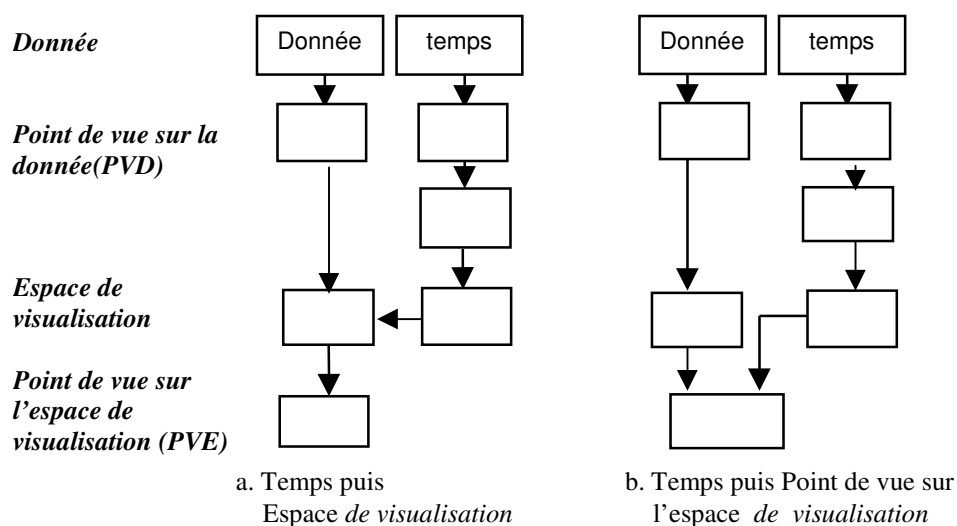 Donnée
Donnée
temps
Donnée
temps
Point de vue sur la
donnée(PVD)
Espace de
visualisation
Point de vue sur
l'espace de
visualisation (PVE)
a. Temps puis
Espace de visualisation
b. Temps puis Point de vue sur
l'espace de visualisation